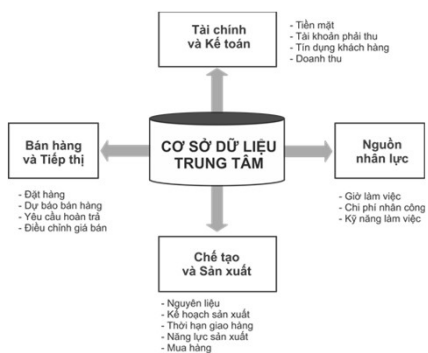 Tài chính
và Kế toán
- Tiền mặt
- Tài khoản phải thu
- Tín dụng khách hàng
- Doanh thu
Bán hàng
và Tiếp thị
- Đặt hàng
- Dự báo bán hàng
- Yêu cầu hoàn trả
- Điều chỉnh giá bán
CƠ SỞ DỮ LIỆU
TRUNG TÂM
Nguồn
nhân lực
- Giờ làm việc
- Chi phí nhân công
- Kỹ năng làm việc
Chế tạo
và Sản xuất
- Nguyên liệu
- Kế hoạch sản xuất
- Thời hạn giao hàng
- Năng lực sản xuất
- Mua hàng